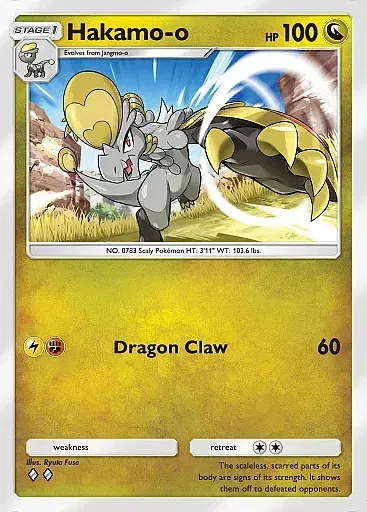 STAGE 1
Hakamo-o
HP 100
Evolves from Jangmo-o
NO. 0783 Scaly Pokémon HT: 3'11" WT: 103.6 lbs.
Dragon Claw 60
weakness
retreat
Illus. Ryuta Fuse
The scaleless, scarred parts of its
body are signs of its strength. It shows
them off to defeated opponents.